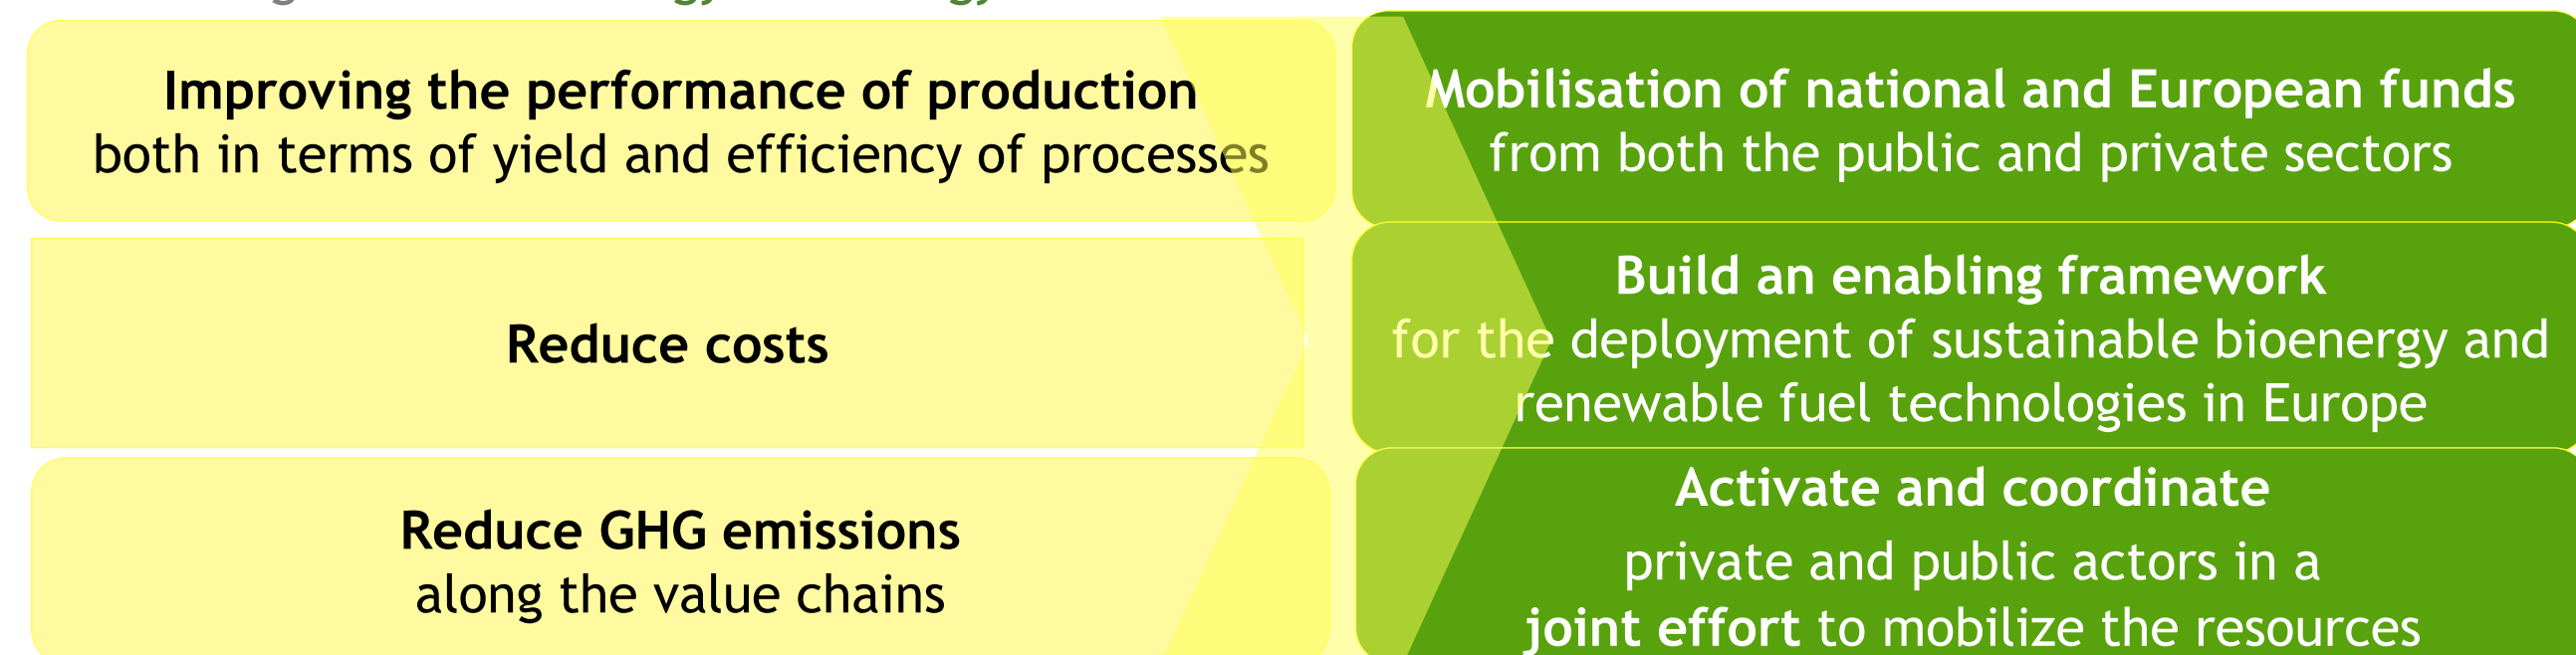 Improving the performance of production
both in terms of yield and efficiency of processes
Reduce costs
Reduce GHG emissions
along the value chains
Mobilisation of national and European funds
from both the public and private sectors
Build an enabling framework
for the deployment of sustainable bioenergy and
renewable fuel technologies in Europe
Activate and coordinate
private and public actors in a
joint effort to mobilize the resources